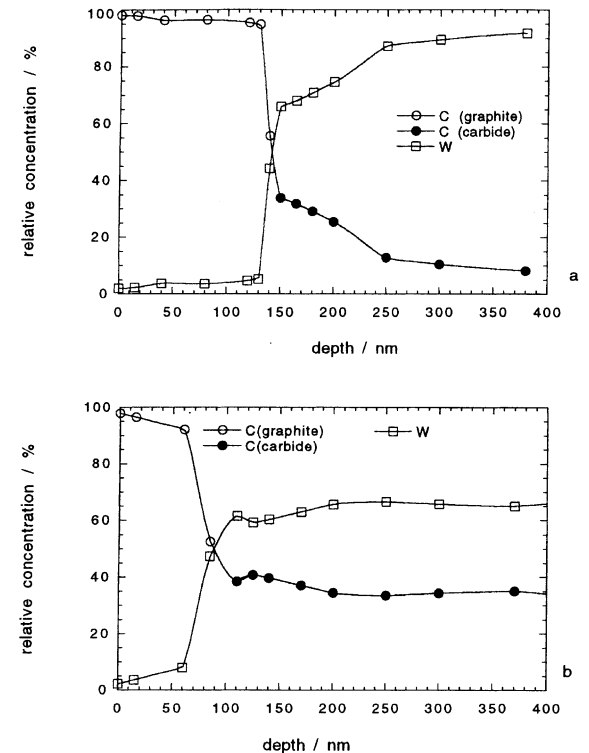 relative concentration / %
100
80
60
40
20
0
C (graphite)
C (carbide)
W
0 50 100 150 200 250 300 350 400
depth / nm
a
relative concentration / %
100
80
60
40
20
0
C(graphite)
C(carbide)
W
0 50 100 150 200 250 300 350 400
depth / nm
b